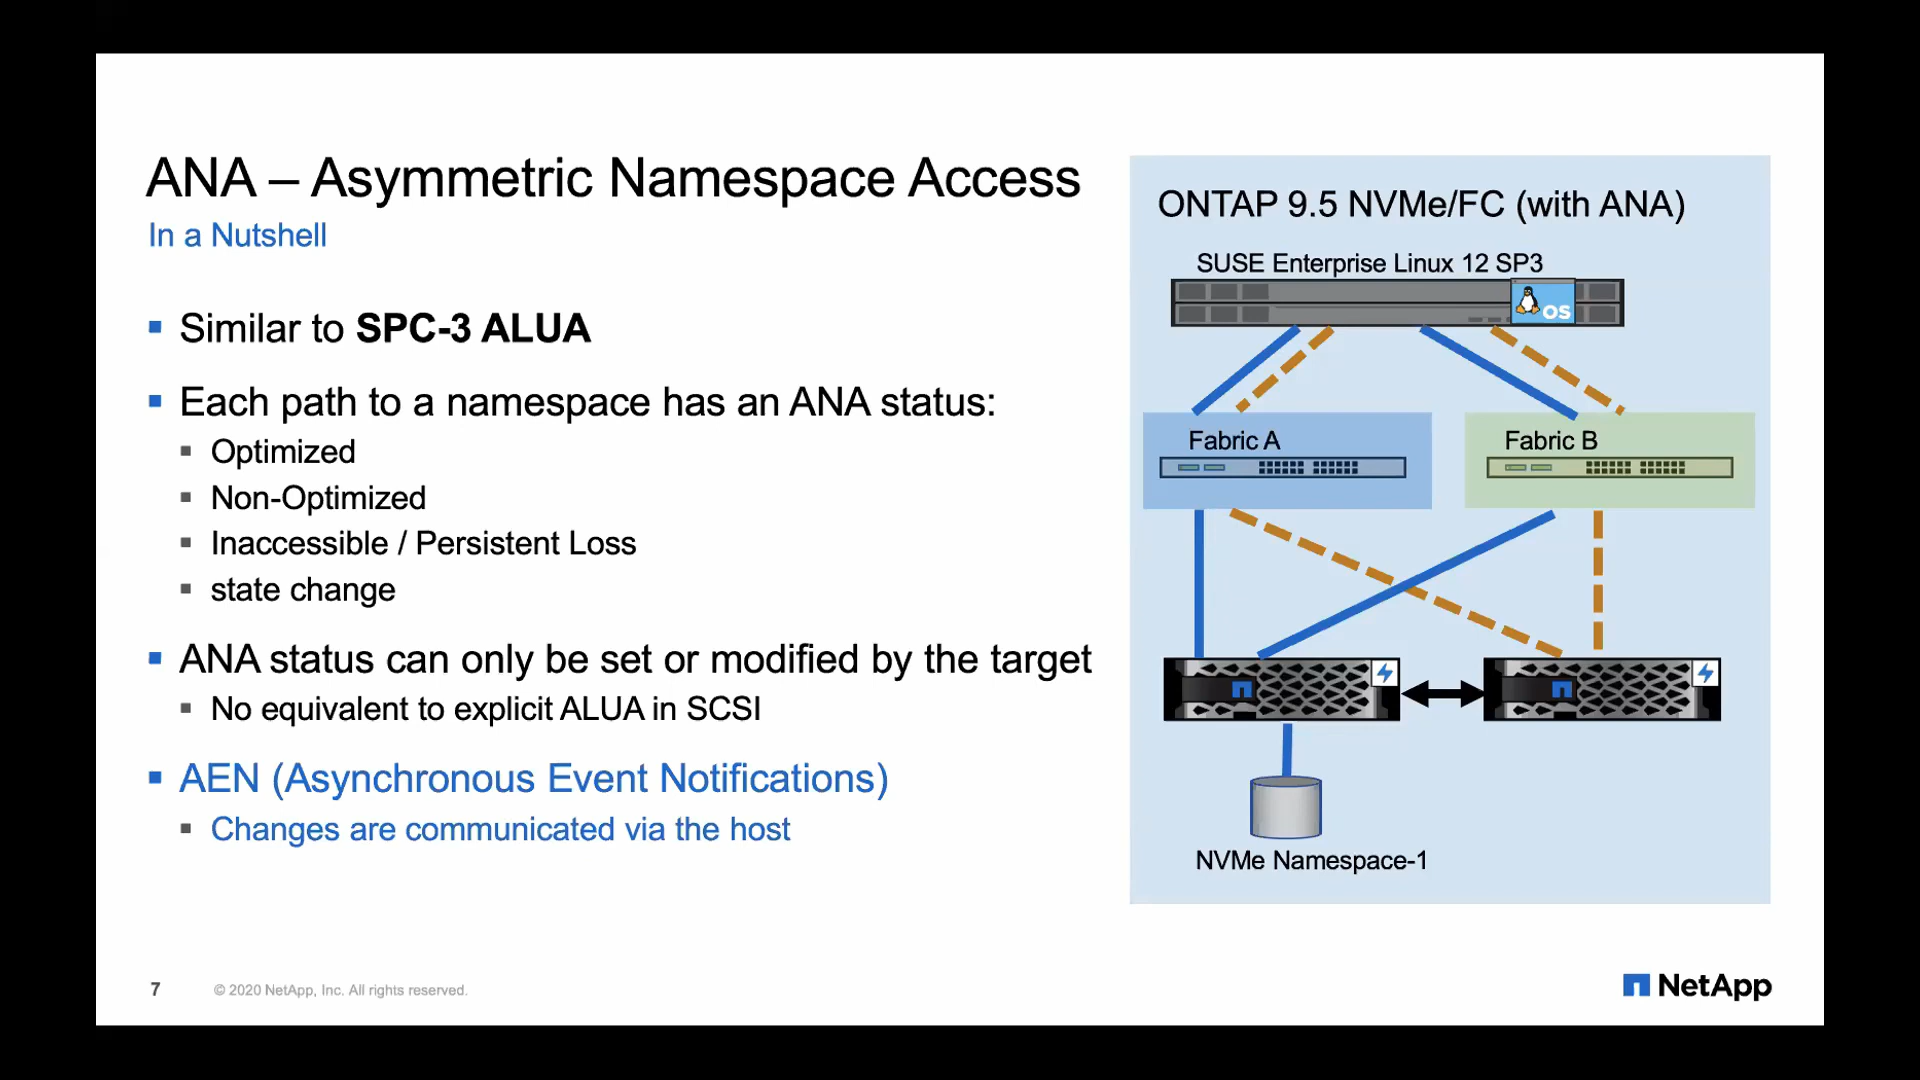 ANA – Asymmetric Namespace Access
In a Nutshell
Similar to SPC-3 ALUA
Each path to a namespace has an ANA status:
Optimized
Non-Optimized
Inaccessible / Persistent Loss
state change
ANA status can only be set or modified by the target
No equivalent to explicit ALUA in SCSI
AEN (Asynchronous Event Notifications)
Changes are communicated via the host
ONTAP 9.5 NVMe/FC (with ANA)
SUSE Enterprise Linux 12 SP3
OS
Fabric A
Fabric B
NVMe Namespace-1
7
© 2020 NetApp, Inc. All rights reserved.
NetApp